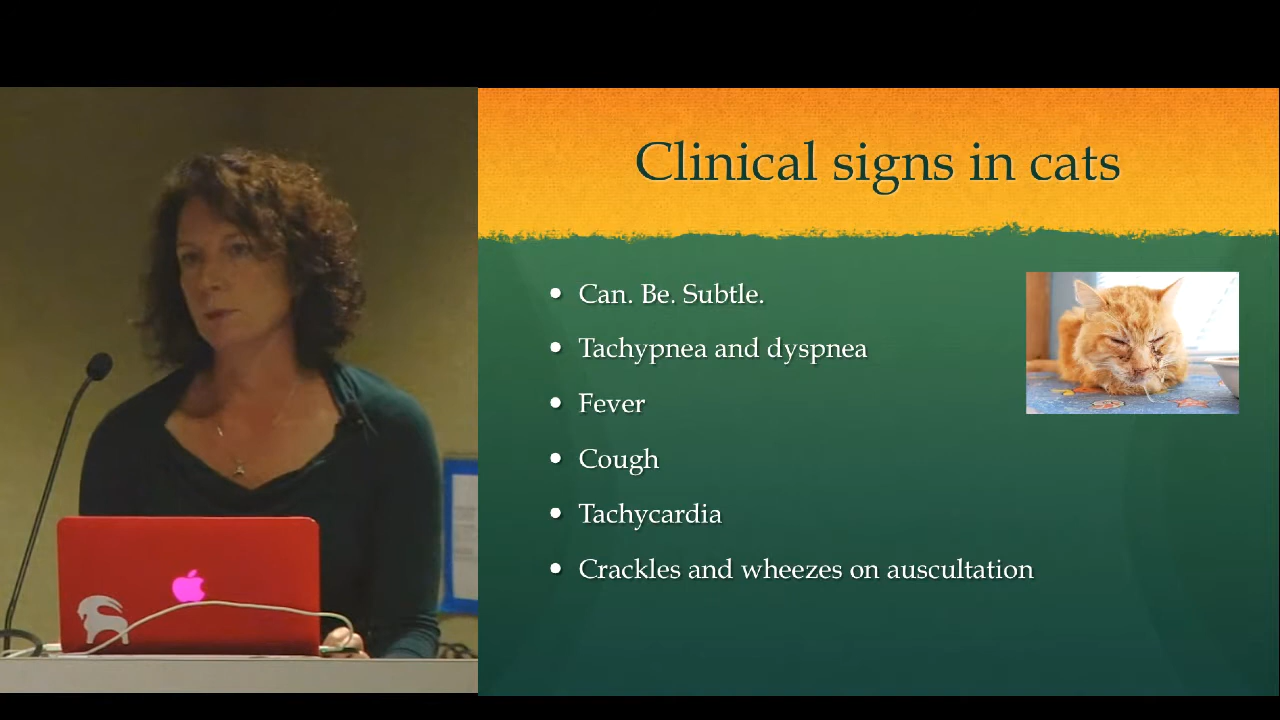 Clinical signs in cats
• Can. Be. Subtle.
• Tachypnea and dyspnea
• Fever
• Cough
• Tachycardia
• Crackles and wheezes on auscultation